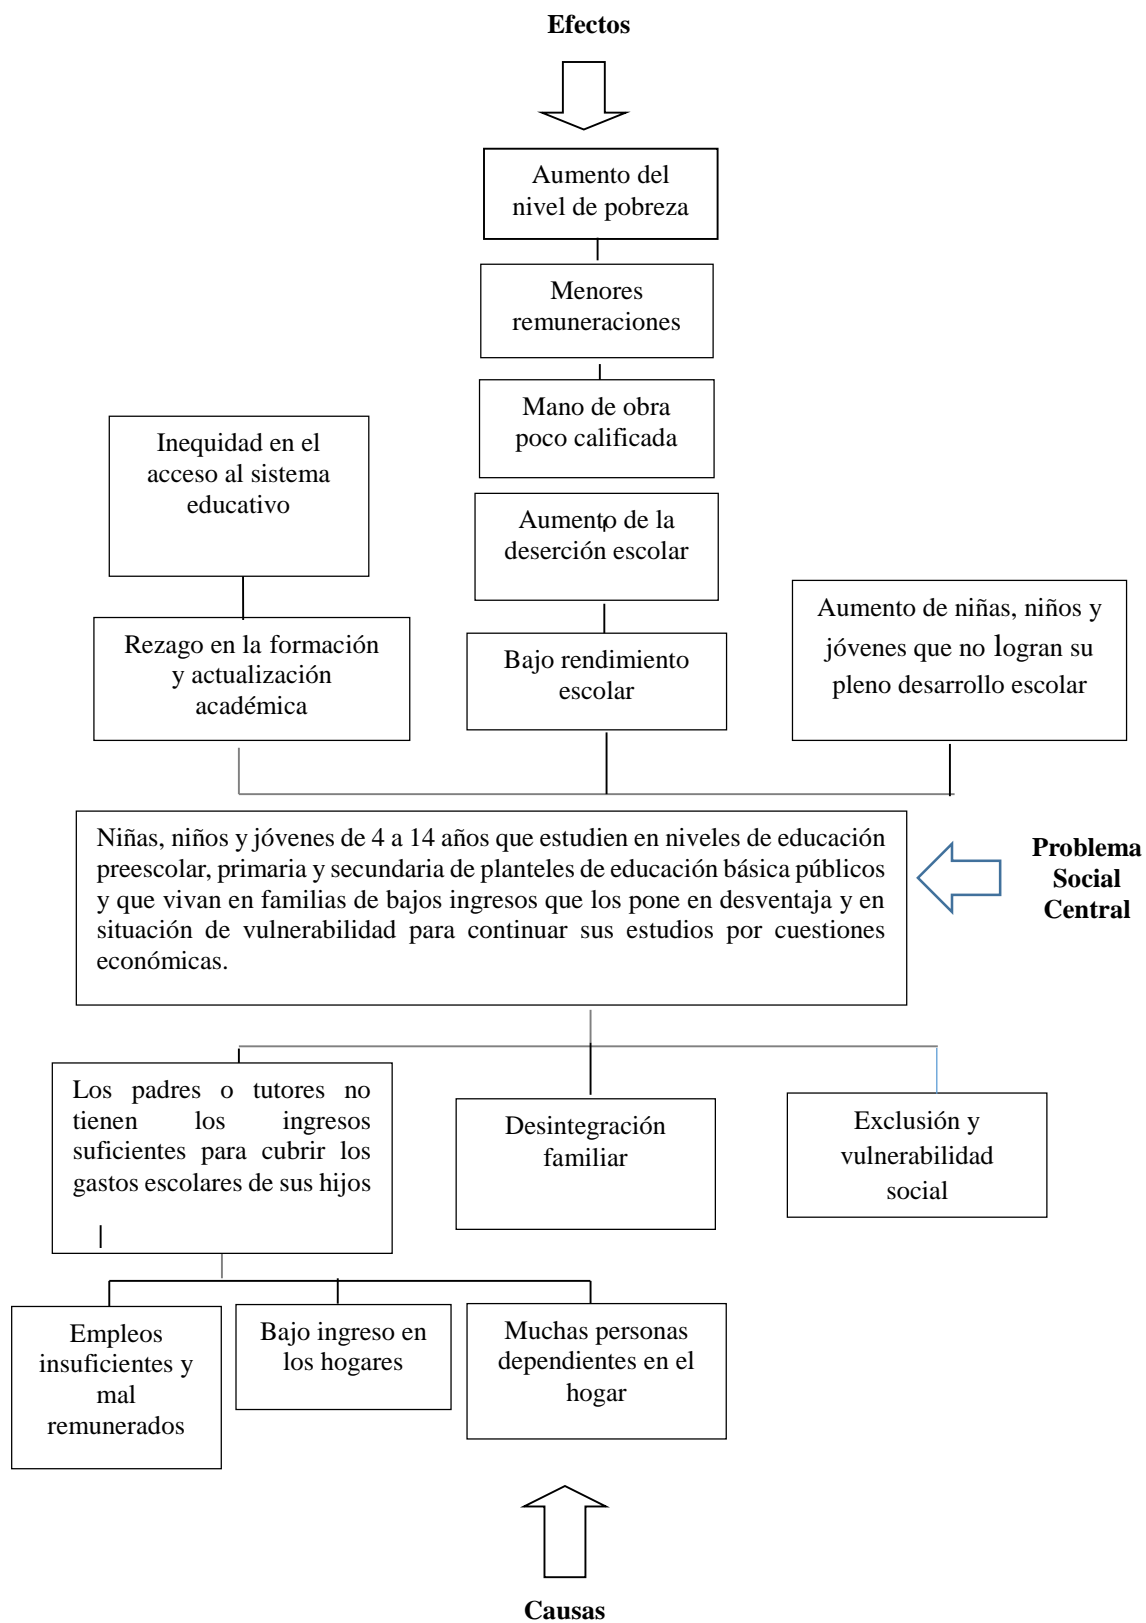 Efectos
Aumento del
nivel de pobreza
Menores
remuneraciones
Mano de obra
poco calificada
Inequidad en el
acceso al sistema
educativo
Aumento de la
deserción escolar
Aumento de niñas, niños y
jóvenes que no logran su
pleno desarrollo escolar
Rezago en la formación
y actualización
académica
Bajo rendimiento
escolar
Niñas, niños y jóvenes de 4 a 14 años que estudien en niveles de educación
preescolar, primaria y secundaria de planteles de educación básica públicos
y que vivan en familias de bajos ingresos que los pone en desventaja y en
situación de vulnerabilidad para continuar sus estudios por cuestiones
económicas.
Problema
Social
Central
Los padres o tutores no
tienen los ingresos
suficientes para cubrir los
gastos escolares de sus hijos
Desintegración
familiar
Exclusión y
vulnerabilidad
social
Empleos
insuficientes y
mal
remunerados
Bajo ingreso en
los hogares
Muchas personas
dependientes en el
hogar
Causas